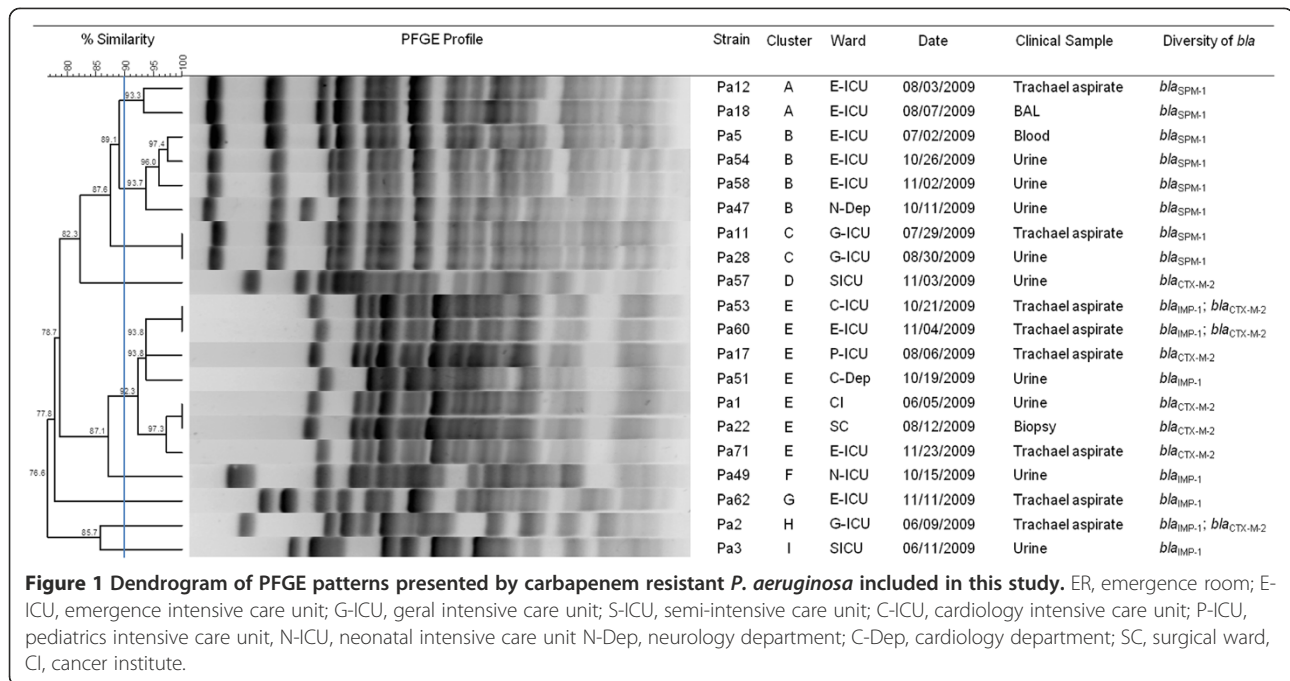 % Similarity PFGE Profile Strain Cluster Ward Date Clinical Sample Diversity of bla
80 85 90 95 100
Pa12 A E-ICU 08/03/2009 Trachael aspirate blaSPM-1
93.3
Pa18 A E-ICU 08/07/2009 BAL blaSPM-1
89.1
Pa5 B E-ICU 07/02/2009 Blood blaSPM-1
97.4
Pa54 B E-ICU 10/26/2009 Urine blaSPM-1
96.0
Pa58 B E-ICU 11/02/2009 Urine blaSPM-1
87.6 93.7
Pa47 B N-Dep 10/11/2009 Urine blaSPM-1
Pa11 C G-ICU 07/29/2009 Trachael aspirate blaSPM-1
82.3
Pa28 C G-ICU 08/30/2009 Urine blaSPM-1
Pa57 D SICU 11/03/2009 Urine blaCTX-M-2
Pa53 E C-ICU 10/21/2009 Trachael aspirate blaIMP-1; blaCTX-M-2
78.7 93.8
Pa60 E E-ICU 11/04/2009 Trachael aspirate blaIMP-1; blaCTX-M-2
93.8
Pa17 E P-ICU 08/06/2009 Trachael aspirate blaCTX-M-2
Pa51 E C-Dep 10/19/2009 Urine blaIMP-1
92.3
Pa1 E CI 06/05/2009 Urine blaCTX-M-2
77.8
Pa22 E SC 08/12/2009 Biopsy blaCTX-M-2
87.1 97.3
Pa71 E E-ICU 11/23/2009 Trachael aspirate blaCTX-M-2
76.6
Pa49 F N-ICU 10/15/2009 Urine blaIMP-1
Pa62 G E-ICU 11/11/2009 Trachael aspirate blaIMP-1
Pa2 H G-ICU 06/09/2009 Trachael aspirate blaIMP-1; blaCTX-M-2
85.7
Pa3 I SICU 06/11/2009 Urine blaIMP-1
Figure 1 Dendrogram of PFGE patterns presented by carbapenem resistant P. aeruginosa included in this study. ER, emergence room; E-
ICU, emergence intensive care unit; G-ICU, geral intensive care unit; S-ICU, semi-intensive care unit; C-ICU, cardiology intensive care unit; P-ICU,
pediatrics intensive care unit, N-ICU, neonatal intensive care unit N-Dep, neurology department; C-Dep, cardiology department; SC, surgical ward,
CI, cancer institute.